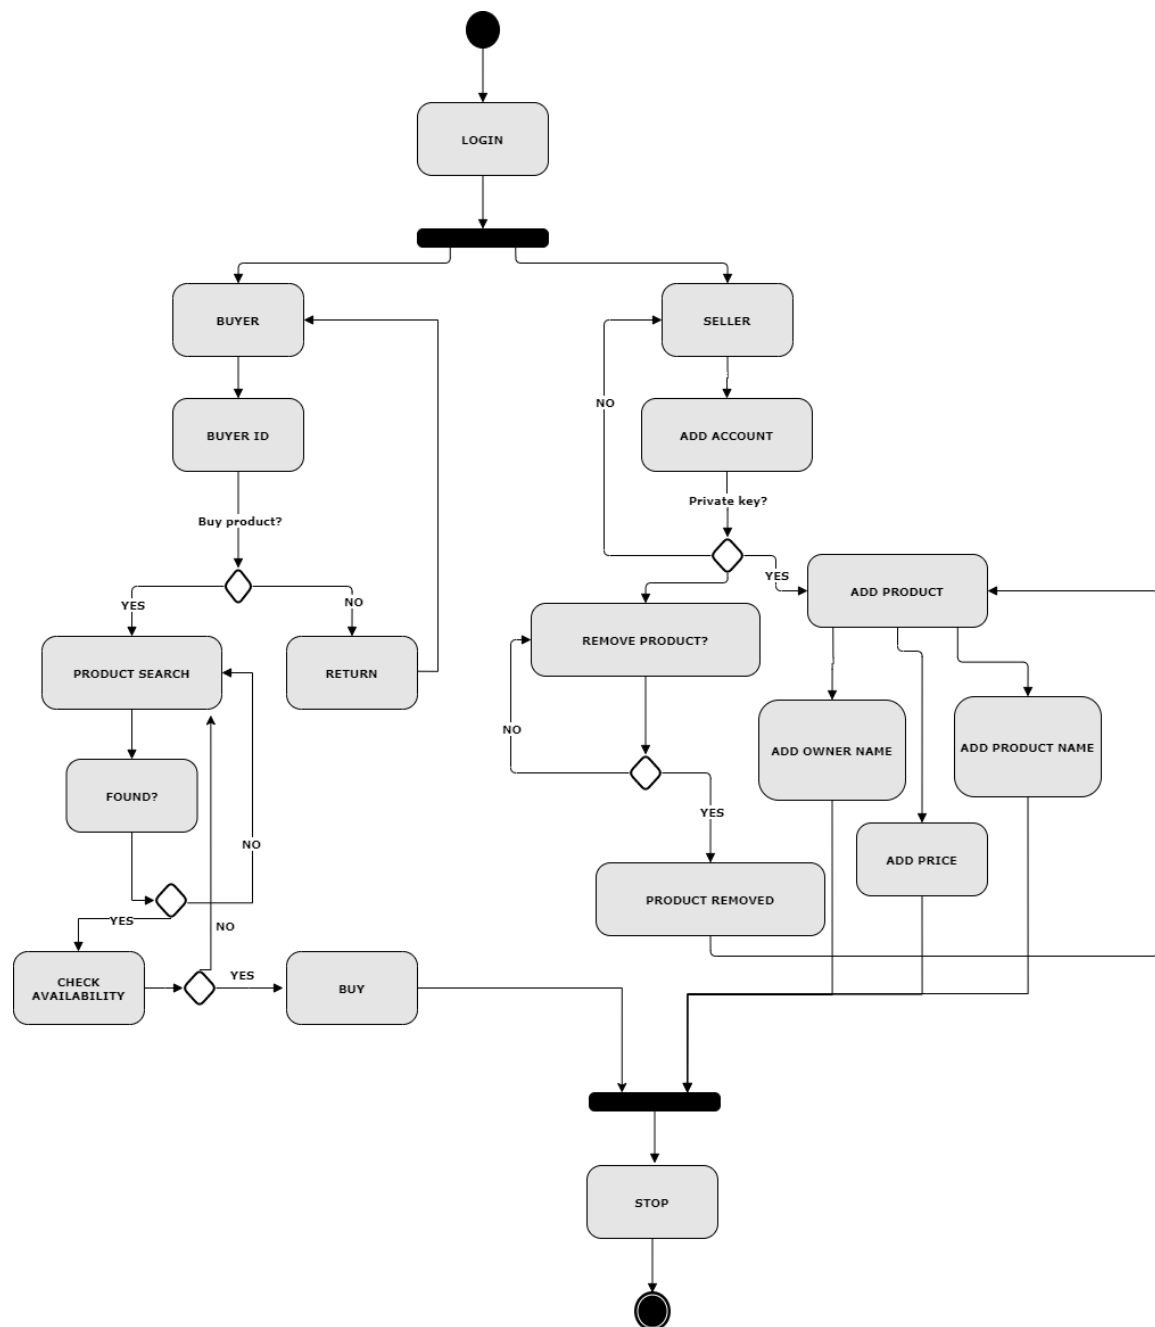 LOGIN
BUYER
SELLER
NO
BUYER ID
ADD ACCOUNT
Private key?
Buy product?
YES
NO
YES
ADD PRODUCT
REMOVE PRODUCT?
PRODUCT SEARCH
RETURN
NO
ADD OWNER NAME
ADD PRODUCT NAME
FOUND?
YES
NO
ADD PRICE
PRODUCT REMOVED
YES
NO
CHECK
AVAILABILITY
YES
BUY
STOP